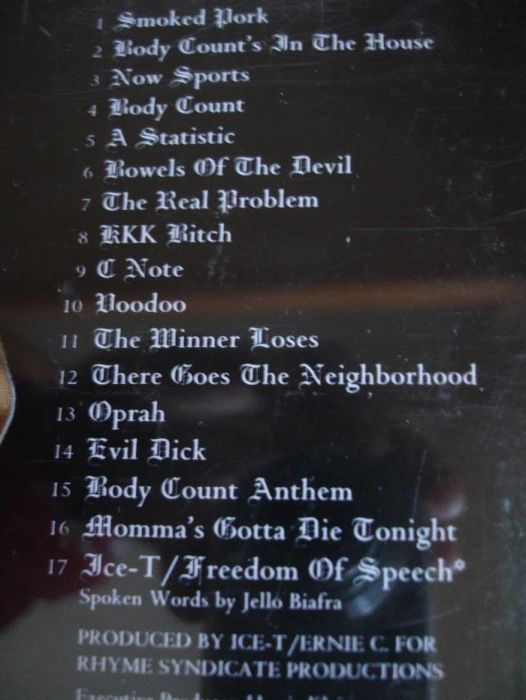 1 Smoked Pork
2 Body Count's In The House
3 Now Sports
4 Body Count
5 A Statistic
6 Bowels Of The Devil
7 The Real Problem
8 KKK Bitch
9 C Note
10 Voodoo
11 The Winner Loses
12 There Goes The Neighborhood
13 Oprah
14 Evil Dick
15 Body Count Anthem
16 Momma's Gotta Die Tonight
17 Ice-T/Freedom Of Speech*
Spoken Words by Jello Biafra
PRODUCED BY ICE-T/ERNIE C. FOR
RHYME SYNDICATE PRODUCTIONS